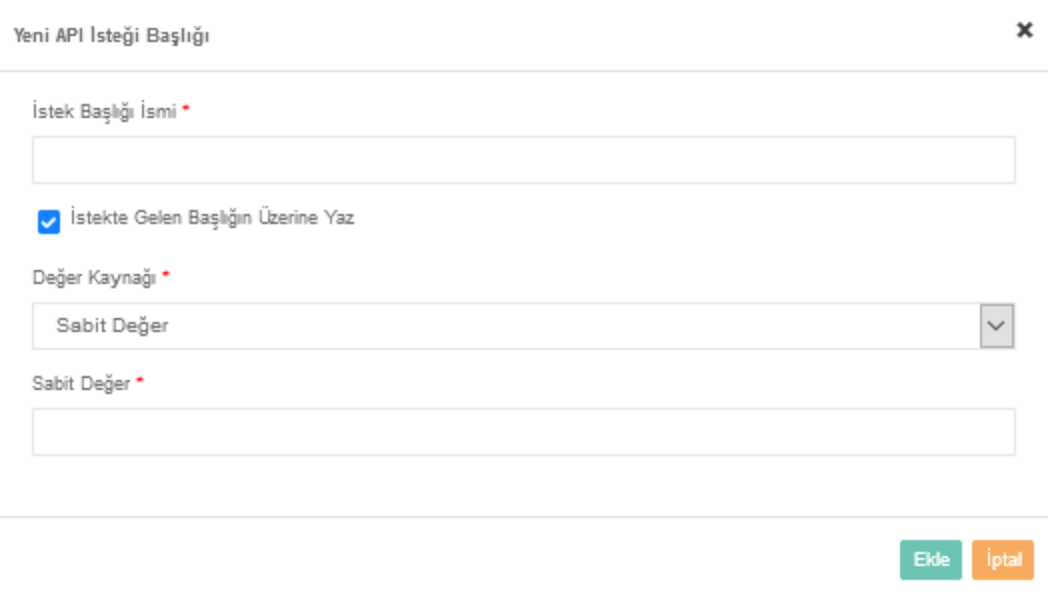 Yeni API İsteği Başlığı
İstek Başlığı İsmi *
İstekte Gelen Başlığın Üzerine Yaz
Değer Kaynağı *
Sabit Değer
Sabit Değer *
Ekle İptal